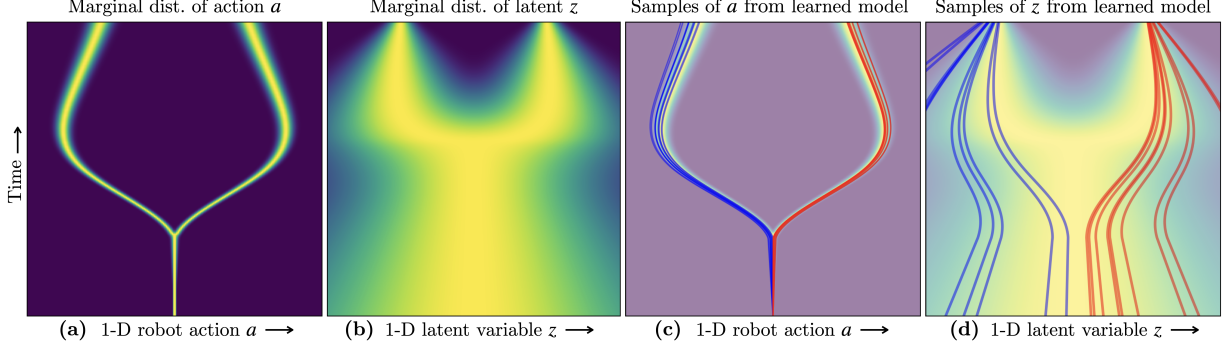 Marginal dist. of action a
Marginal dist. of latent z
Samples of a from learned model
Samples of z from learned model
Time ⟶
(a) 1-D robot action a ⟶
(b) 1-D latent variable z ⟶
(c) 1-D robot action a ⟶
(d) 1-D latent variable z ⟶